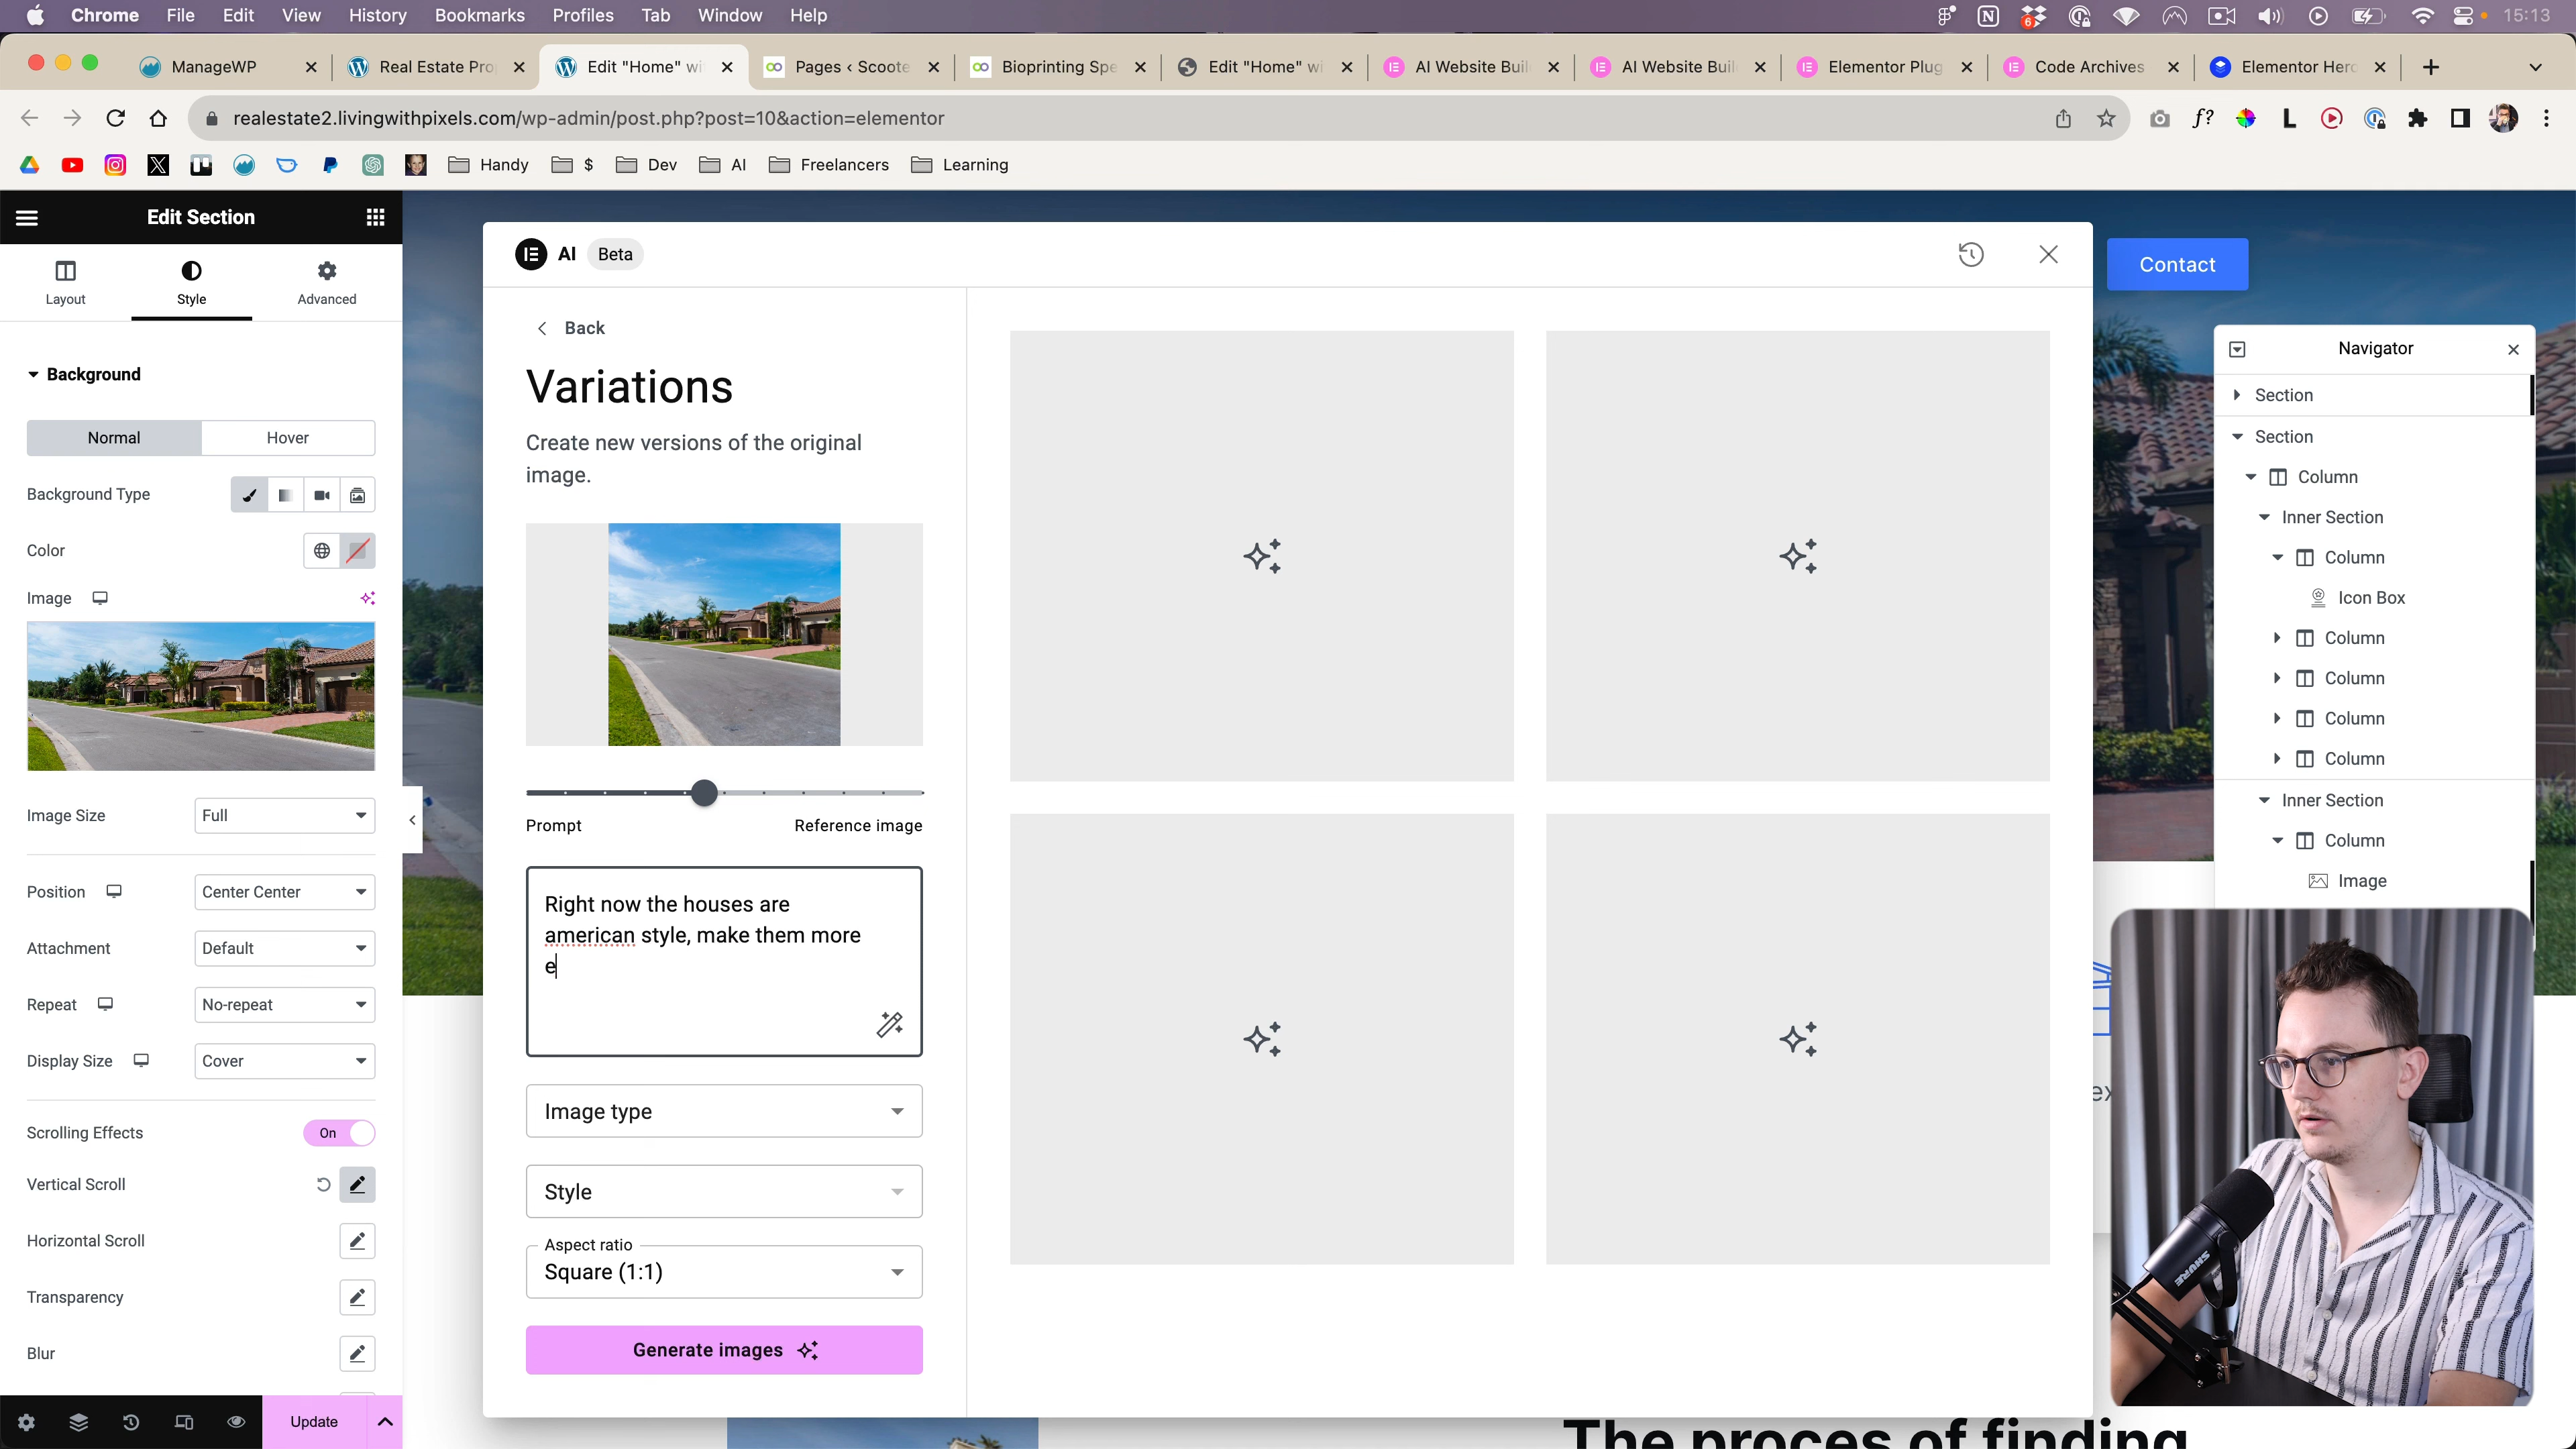 Chrome File Edit View History Bookmarks Profiles Tab Window Help
6
15:13
ManageWP
Real Estate Pro
Edit "Home" wi
Pages ‹ Scoote
Bioprinting Spe
Edit "Home" wi
AI Website Buil
AI Website Buil
Elementor Plug
Code Archives
Elementor Hero
realestate2.livingwithpixels.com/wp-admin/post.php?post=10&action=elementor
f?
L
Handy
$
Dev
AI
Freelancers
Learning
Edit Section
Layout
Style
Advanced
Background
Normal
Hover
Background Type
Color
Image
Image Size
Full
Position
Center Center
Attachment
Default
Repeat
No-repeat
Display Size
Cover
Scrolling Effects
On
Vertical Scroll
Horizontal Scroll
Transparency
Blur
Update
AI
Beta
Back
Variations
Create new versions of the original
image.
Prompt
Reference image
Right now the houses are
american style, make them more
e
Image type
Style
Aspect ratio
Square (1:1)
Generate images
Contact
Navigator
Section
Section
Column
Inner Section
Column
Icon Box
Column
Column
Column
Column
Inner Section
Column
Image
ex
SHURE
The proces of finding